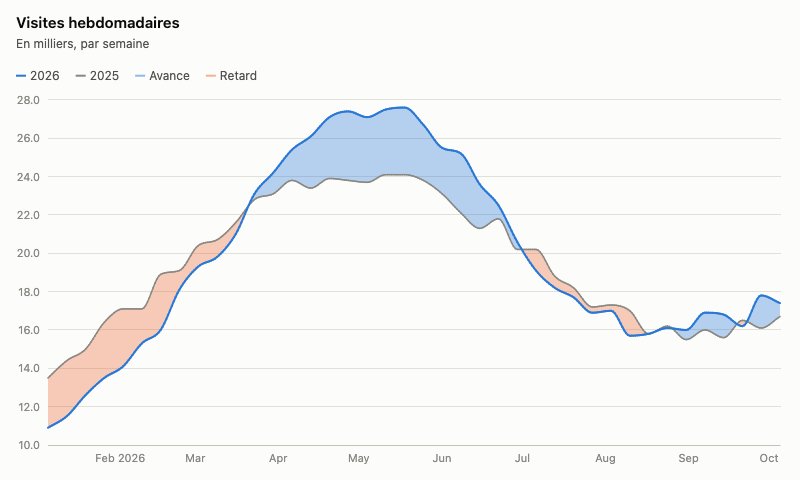 Visites hebdomadaires
En milliers, par semaine
2026 2025 Avance Retard
28.0
26.0
24.0
22.0
20.0
18.0
16.0
14.0
12.0
10.0
Feb 2026 Mar Apr May Jun Jul Aug Sep Oct